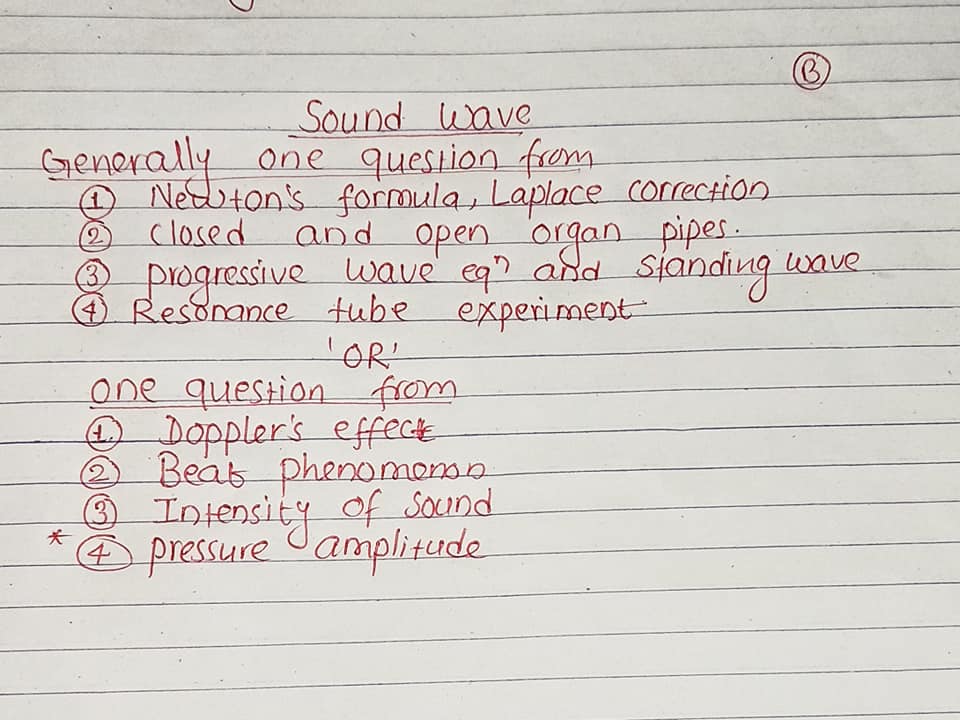 Ⓑ
Sound Wave
Generally one question from
① Newton's formula, Laplace correction
② Closed and open organ pipes.
③ progressive wave eqⁿ and standing wave
④ Resonance tube experiment
'OR'
one question from
①. Doppler's effect
② Beats phenomenon
③ Intensity of Sound
* ④ pressure amplitude